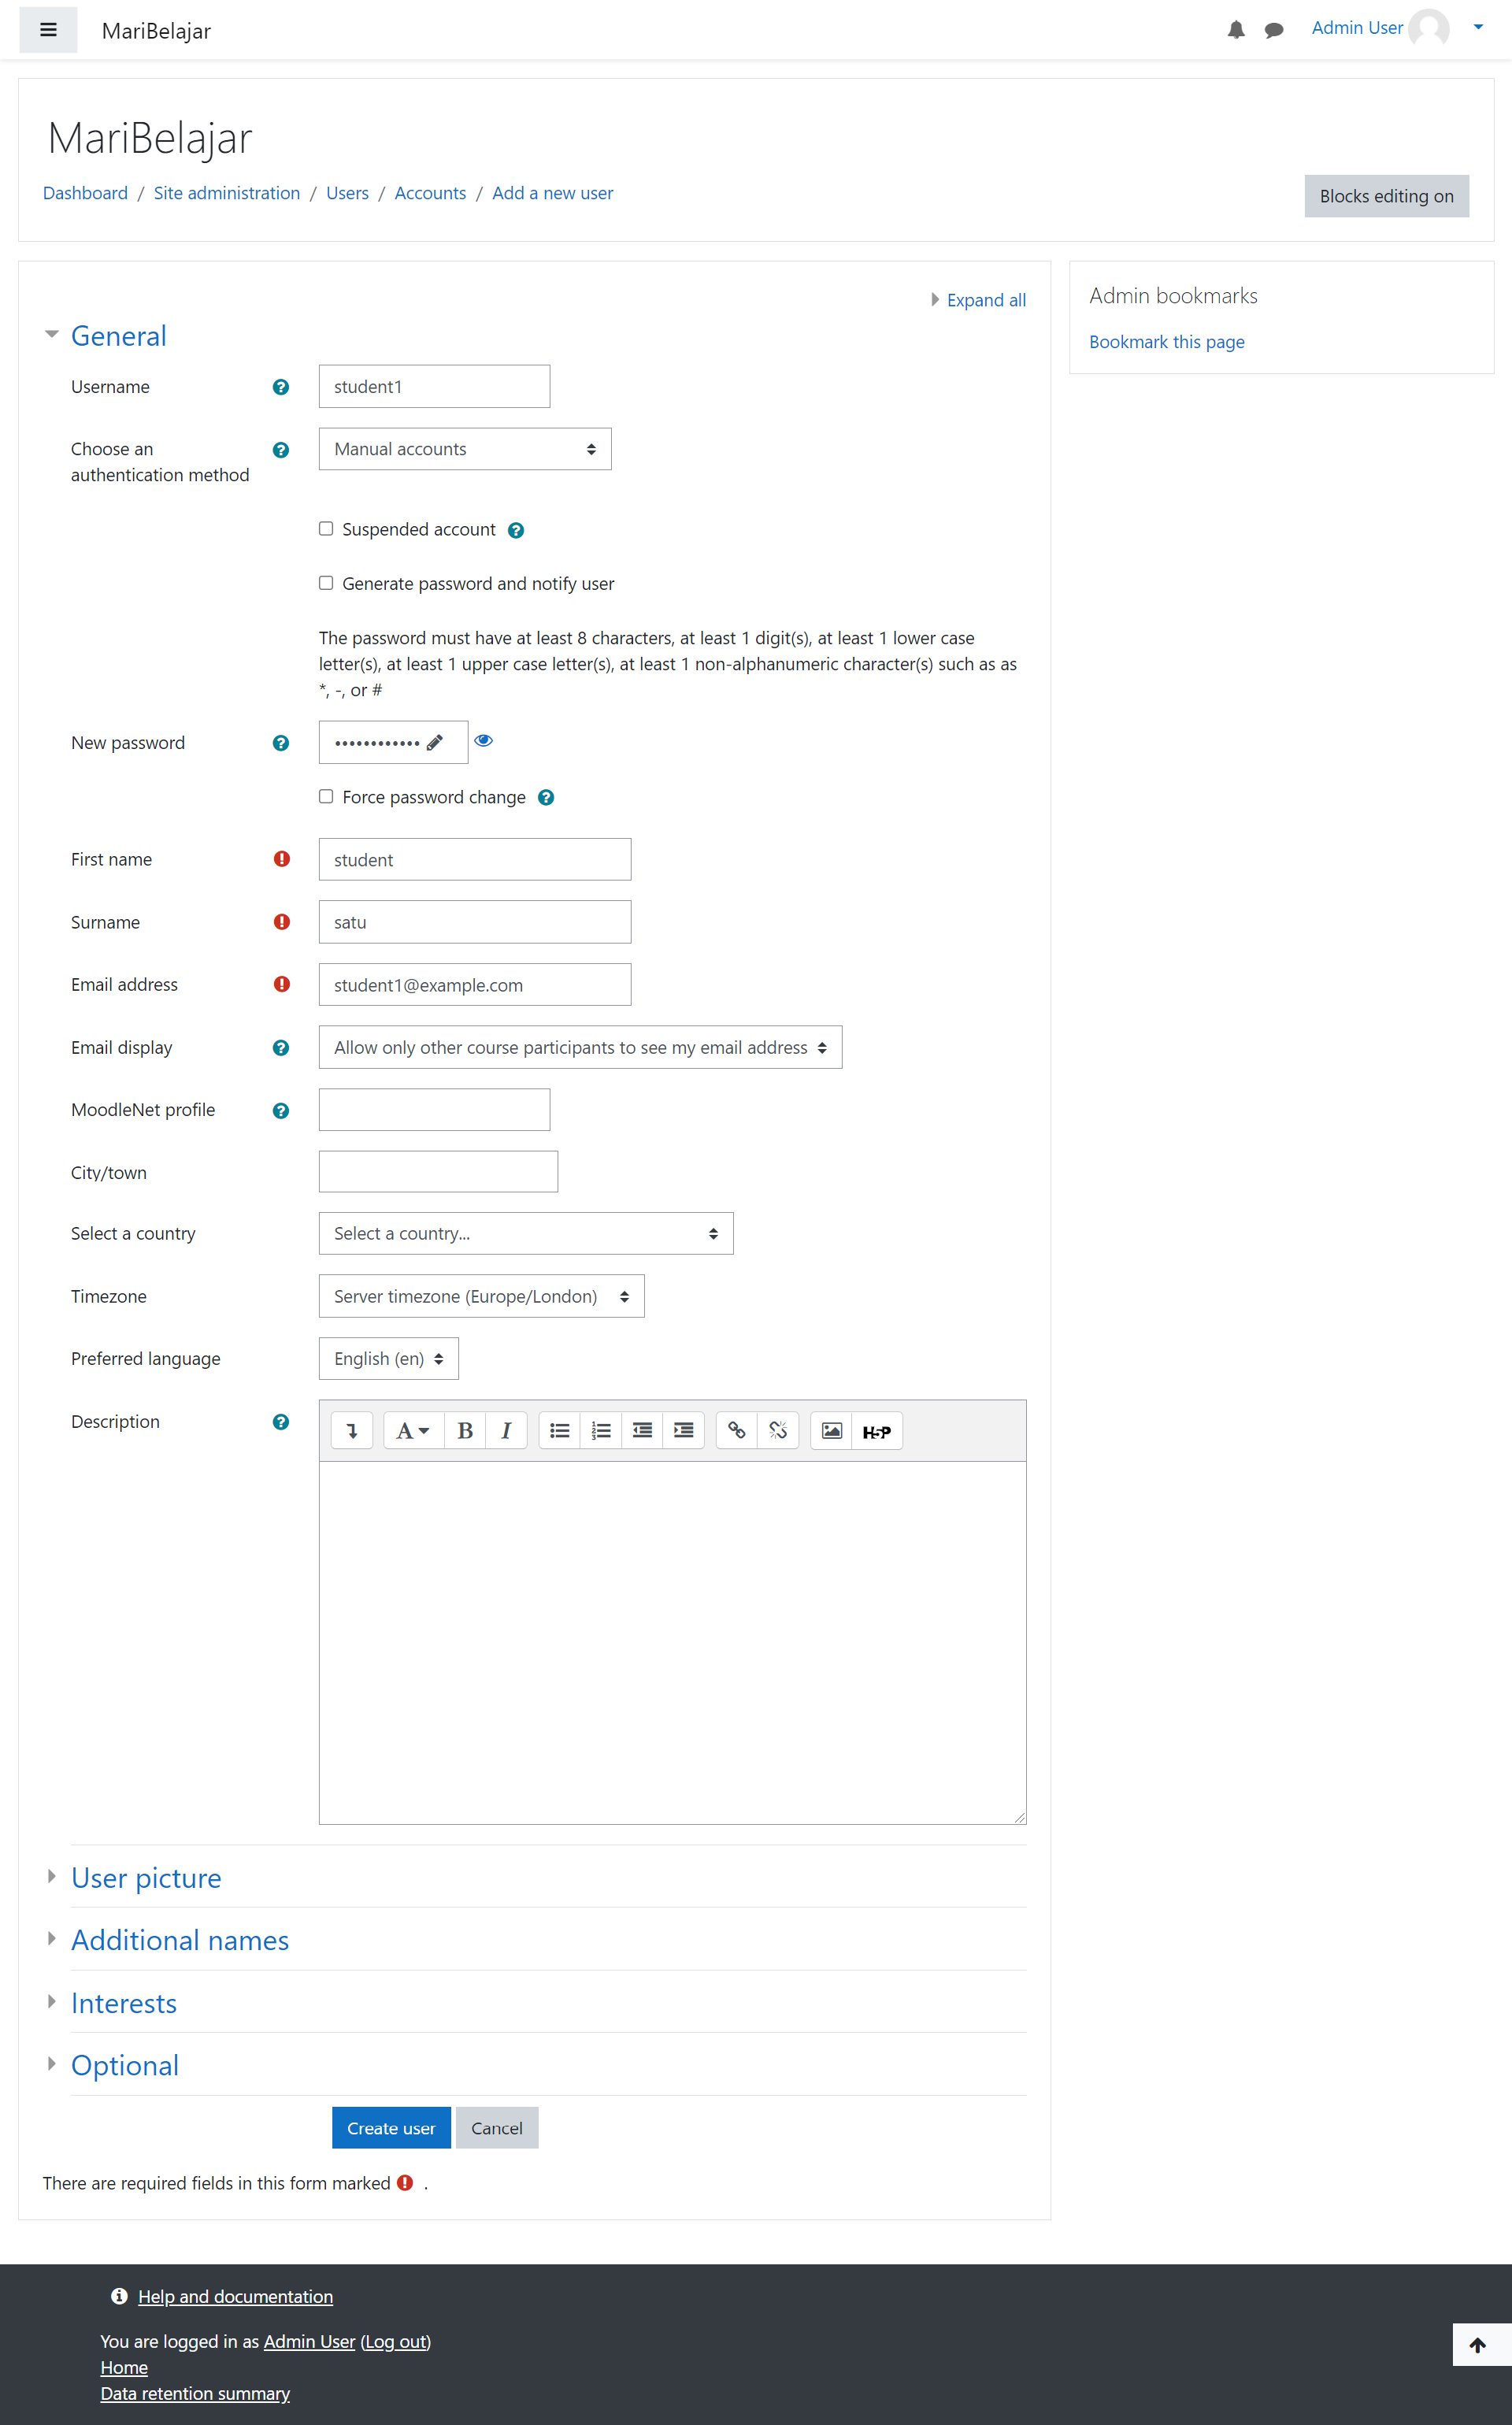 MariBelajar
Admin User
MariBelajar
Dashboard / Site administration / Users / Accounts / Add a new user
Blocks editing on
Expand all
General
Username
student1
Choose an
authentication method
Manual accounts
Suspended account
Generate password and notify user
The password must have at least 8 characters, at least 1 digit(s), at least 1 lower case
letter(s), at least 1 upper case letter(s), at least 1 non-alphanumeric character(s) such as as
*, -, or #
New password
••••••••••••
Force password change
First name
student
Surname
satu
Email address
student1@example.com
Email display
Allow only other course participants to see my email address
MoodleNet profile
City/town
Select a country
Select a country...
Timezone
Server timezone (Europe/London)
Preferred language
English (en)
Description
A B I H5P
User picture
Additional names
Interests
Optional
Create user
Cancel
There are required fields in this form marked .
Admin bookmarks
Bookmark this page
Help and documentation
You are logged in as Admin User (Log out)
Home
Data retention summary